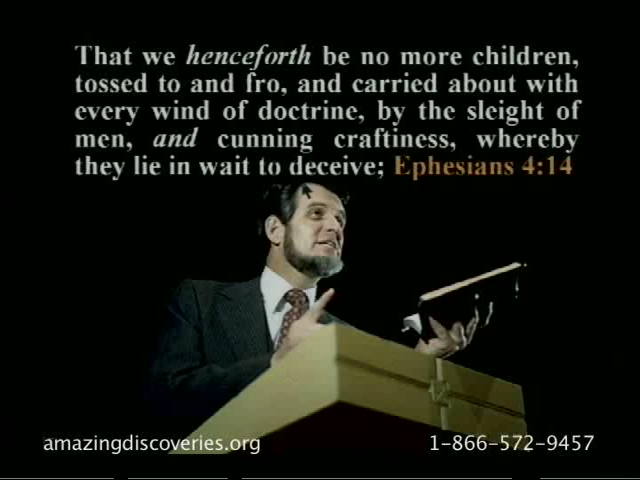 That we henceforth be no more children,
tossed to and fro, and carried about with
every wind of doctrine, by the sleight of
men, and cunning craftiness, whereby
they lie in wait to deceive; Ephesians 4:14
amazingdiscoveries.org 1-866-572-9457